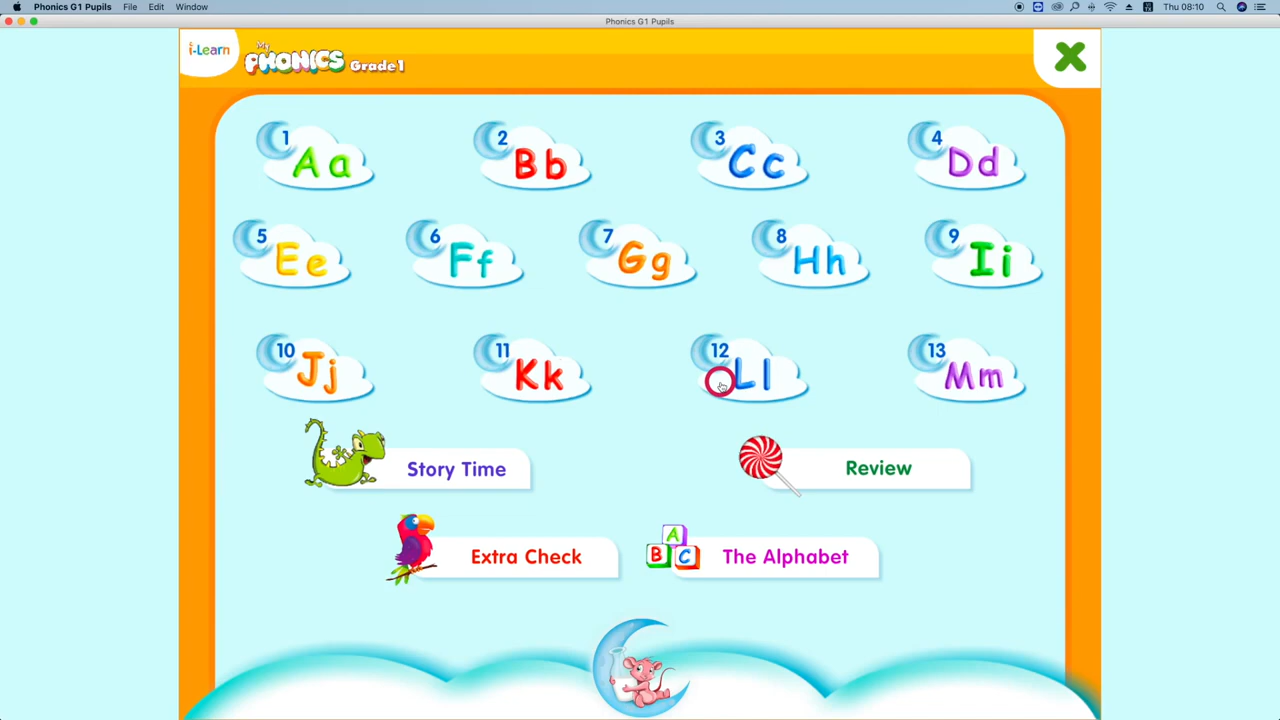 Phonics G1 Pupils File Edit Window Thu 08:10
Phonics G1 Pupils
i-Learn My PHONICS Grade 1
1 Aa 2 Bb 3 Cc 4 Dd
5 Ee 6 Ff 7 Gg 8 Hh 9 Ii
10 Jj 11 Kk 12 Ll 13 Mm
Story Time Review
Extra Check A B C The Alphabet